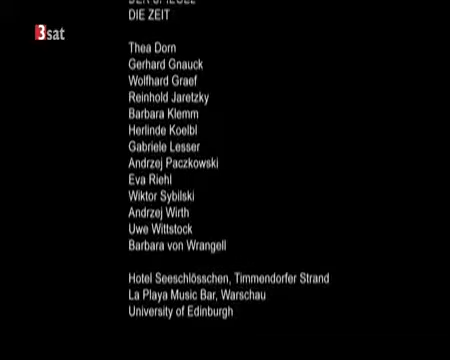 DER SPIEGEL
DIE ZEIT
3sat
Thea Dorn
Gerhard Gnauck
Wolfhard Graef
Reinhold Jaretzky
Barbara Klemm
Herlinde Koelbl
Gabriele Lesser
Andrzej Paczkowski
Eva Riehl
Wiktor Sybilski
Andrzej Wirth
Uwe Wittstock
Barbara von Wrangell
Hotel Seeschlösschen, Timmendorfer Strand
La Playa Music Bar, Warschau
University of Edinburgh